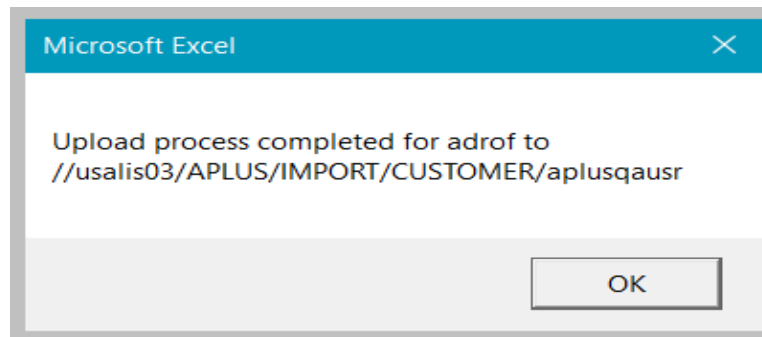 Microsoft Excel
Upload process completed for adrof to
//usalis03/APLUS/IMPORT/CUSTOMER/aplusqausr
OK